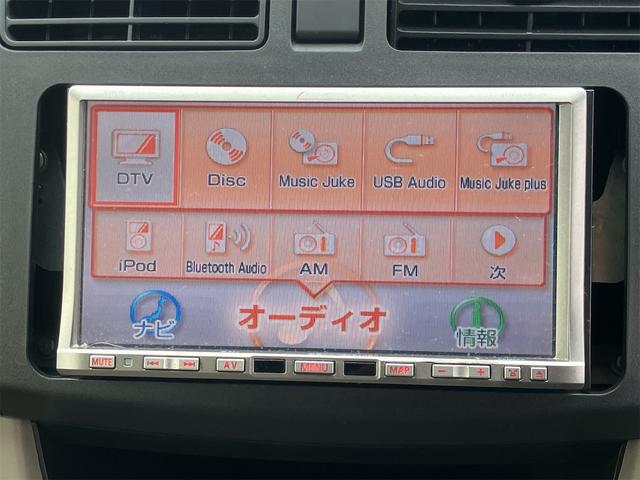 DTV Disc Music Juke USB Audio Music Juke plus
iPod Bluetooth Audio AM FM 次
ナビ オーディオ 情報
MUTE AV MENU MAP - +